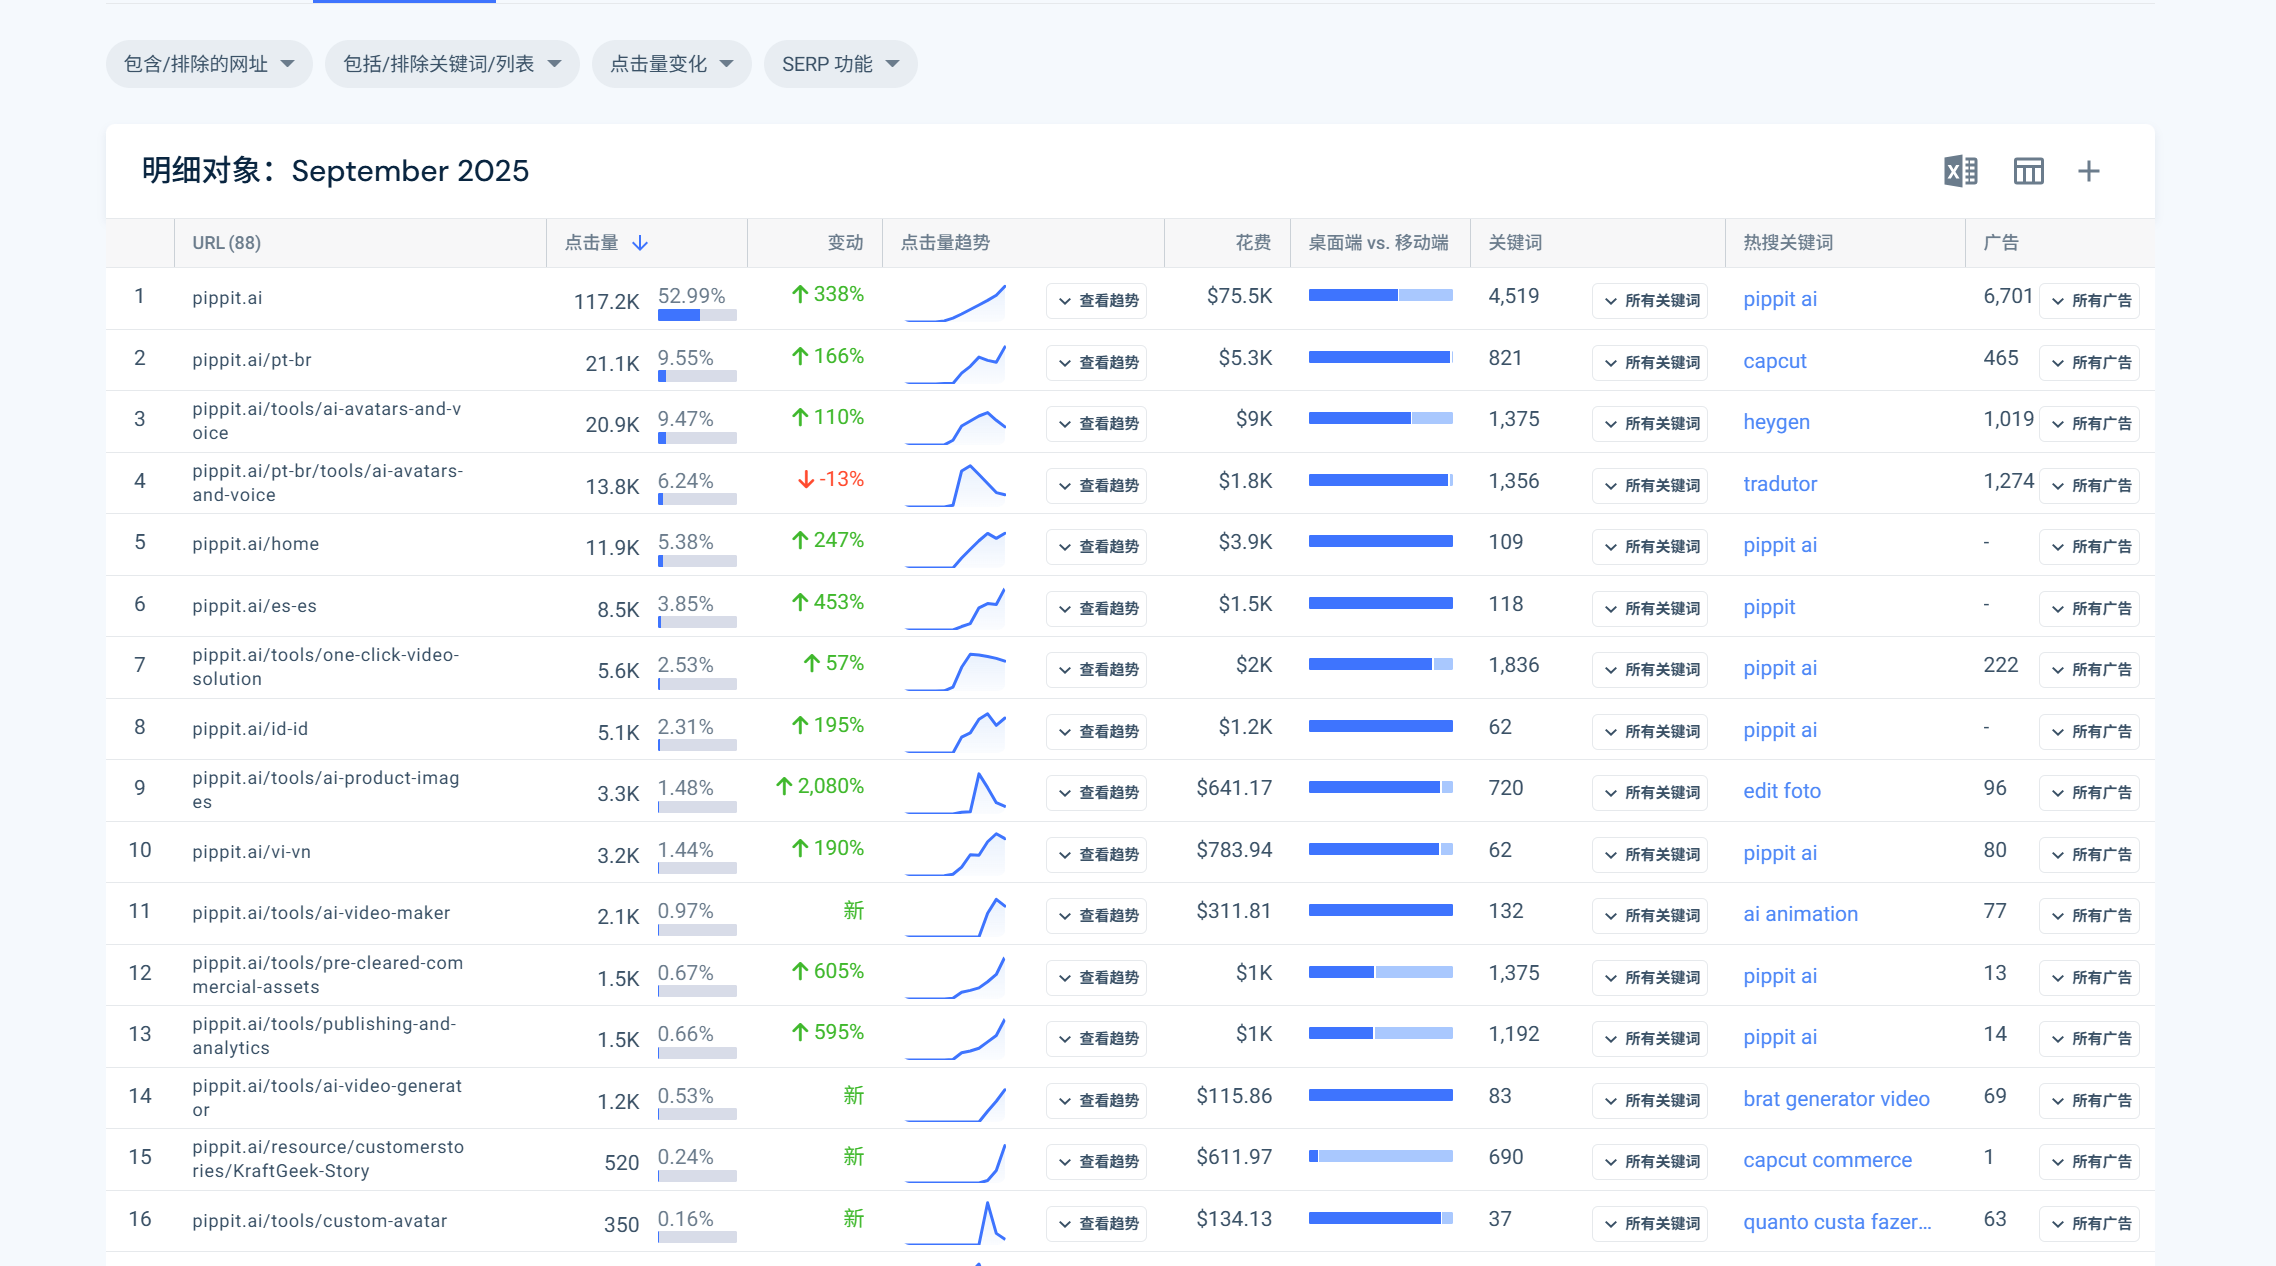 包含/排除的网址 包括/排除关键词/列表 点击量变化 SERP 功能
明细对象：September 2025
URL (88) 点击量 变动 点击量趋势 花费 桌面端 vs. 移动端 关键词 热搜关键词 广告
1 pippit.ai 117.2K 52.99% 338% 查看趋势 $75.5K 4,519 所有关键词 pippit ai 6,701 所有广告
2 pippit.ai/pt-br 21.1K 9.55% 166% 查看趋势 $5.3K 821 所有关键词 capcut 465 所有广告
3 pippit.ai/tools/ai-avatars-and-v
oice 20.9K 9.47% 110% 查看趋势 $9K 1,375 所有关键词 heygen 1,019 所有广告
4 pippit.ai/pt-br/tools/ai-avatars-
and-voice 13.8K 6.24% -13% 查看趋势 $1.8K 1,356 所有关键词 tradutor 1,274 所有广告
5 pippit.ai/home 11.9K 5.38% 247% 查看趋势 $3.9K 109 所有关键词 pippit ai - 所有广告
6 pippit.ai/es-es 8.5K 3.85% 453% 查看趋势 $1.5K 118 所有关键词 pippit - 所有广告
7 pippit.ai/tools/one-click-video-
solution 5.6K 2.53% 57% 查看趋势 $2K 1,836 所有关键词 pippit ai 222 所有广告
8 pippit.ai/id-id 5.1K 2.31% 195% 查看趋势 $1.2K 62 所有关键词 pippit ai - 所有广告
9 pippit.ai/tools/ai-product-imag
es 3.3K 1.48% 2,080% 查看趋势 $641.17 720 所有关键词 edit foto 96 所有广告
10 pippit.ai/vi-vn 3.2K 1.44% 190% 查看趋势 $783.94 62 所有关键词 pippit ai 80 所有广告
11 pippit.ai/tools/ai-video-maker 2.1K 0.97% 新 查看趋势 $311.81 132 所有关键词 ai animation 77 所有广告
12 pippit.ai/tools/pre-cleared-com
mercial-assets 1.5K 0.67% 605% 查看趋势 $1K 1,375 所有关键词 pippit ai 13 所有广告
13 pippit.ai/tools/publishing-and-
analytics 1.5K 0.66% 595% 查看趋势 $1K 1,192 所有关键词 pippit ai 14 所有广告
14 pippit.ai/tools/ai-video-generat
or 1.2K 0.53% 新 查看趋势 $115.86 83 所有关键词 brat generator video 69 所有广告
15 pippit.ai/resource/customersto
ries/KraftGeek-Story 520 0.24% 新 查看趋势 $611.97 690 所有关键词 capcut commerce 1 所有广告
16 pippit.ai/tools/custom-avatar 350 0.16% 新 查看趋势 $134.13 37 所有关键词 quanto custa fazer... 63 所有广告